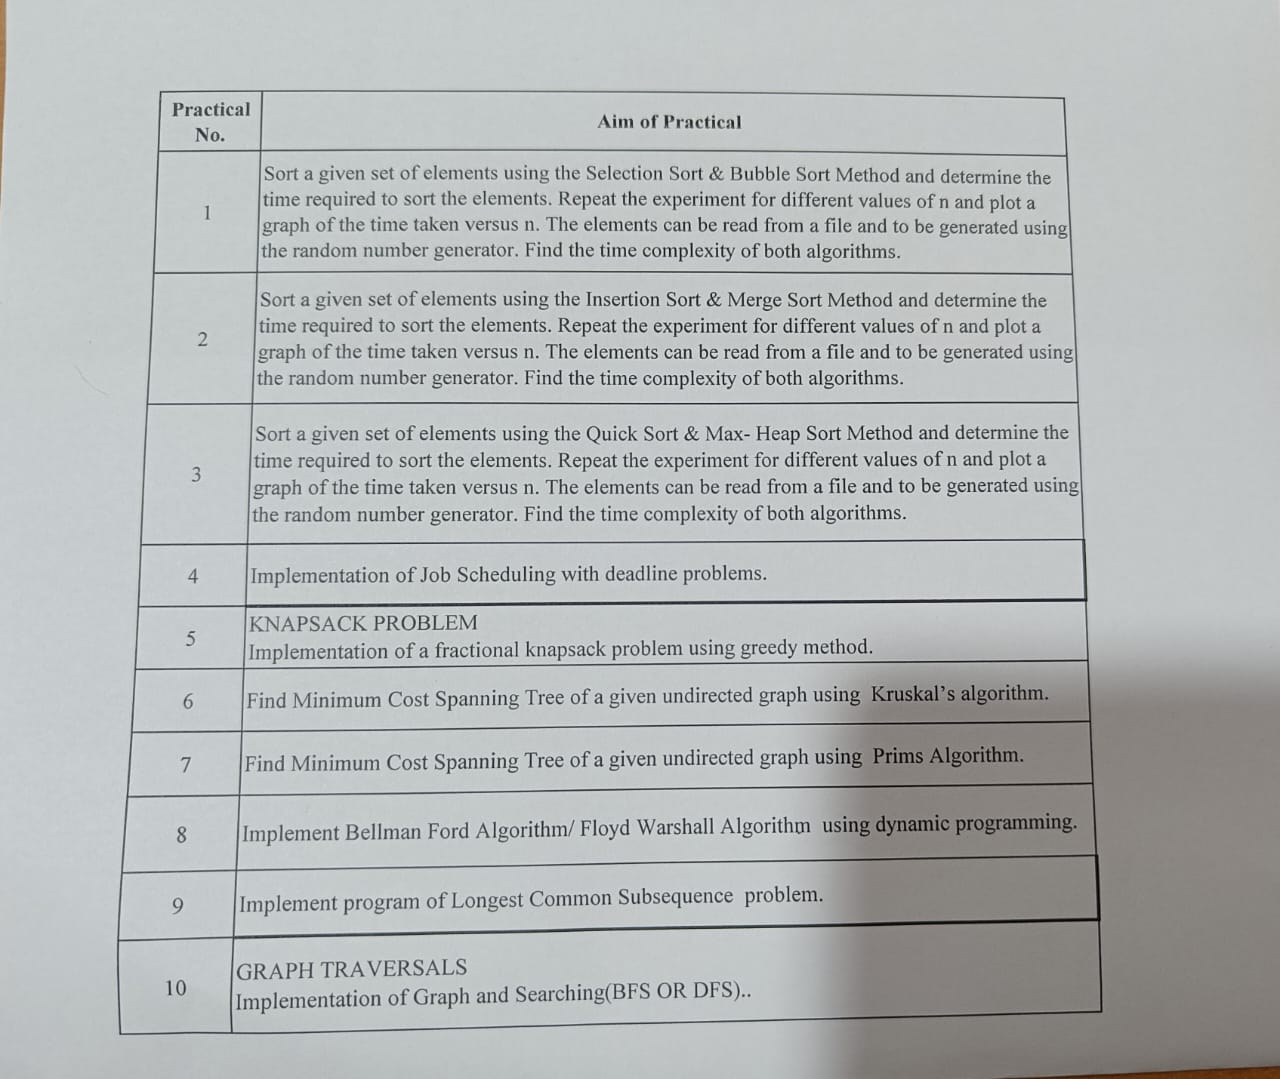 Practical
No.
Aim of Practical
1
Sort a given set of elements using the Selection Sort & Bubble Sort Method and determine the
time required to sort the elements. Repeat the experiment for different values of n and plot a
graph of the time taken versus n. The elements can be read from a file and to be generated using
the random number generator. Find the time complexity of both algorithms.
2
Sort a given set of elements using the Insertion Sort & Merge Sort Method and determine the
time required to sort the elements. Repeat the experiment for different values of n and plot a
graph of the time taken versus n. The elements can be read from a file and to be generated using
the random number generator. Find the time complexity of both algorithms.
3
Sort a given set of elements using the Quick Sort & Max- Heap Sort Method and determine the
time required to sort the elements. Repeat the experiment for different values of n and plot a
graph of the time taken versus n. The elements can be read from a file and to be generated using
the random number generator. Find the time complexity of both algorithms.
4
Implementation of Job Scheduling with deadline problems.
5
KNAPSACK PROBLEM
Implementation of a fractional knapsack problem using greedy method.
6
Find Minimum Cost Spanning Tree of a given undirected graph using Kruskal's algorithm.
7
Find Minimum Cost Spanning Tree of a given undirected graph using Prims Algorithm.
8
Implement Bellman Ford Algorithm/ Floyd Warshall Algorithm using dynamic programming.
9
Implement program of Longest Common Subsequence problem.
10
GRAPH TRAVERSALS
Implementation of Graph and Searching(BFS OR DFS)..